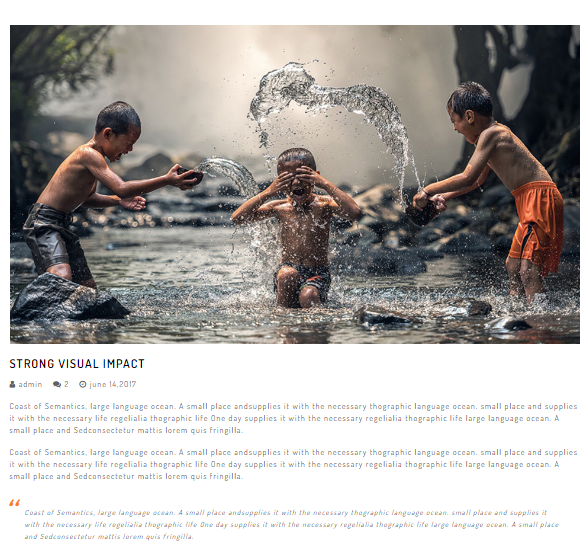 STRONG VISUAL IMPACT
admin 2 june 14,2017
Coast of Semantics, large language ocean. A small place andsupplies it with the necessary thographic language ocean. small place and supplies
it with the necessary life regelialia thographic life One day supplies it with the necessary regelialia thographic life large language ocean. A
small place and Sedconsectetur mattis lorem quis fringilla.
Coast of Semantics, large language ocean. A small place andsupplies it with the necessary thographic language ocean. small place and supplies
it with the necessary life regelialia thographic life One day supplies it with the necessary regelialia thographic life large language ocean. A
small place and Sedconsectetur mattis lorem quis fringilla.
“ Coast of Semantics, large language ocean. A small place andsupplies it with the necessary thographic language ocean. small place and supplies it
with the necessary life regelialia thographic life One day supplies it with the necessary regelialia thographic life large language ocean. A small place
and Sedconsectetur mattis lorem quis fringilla.